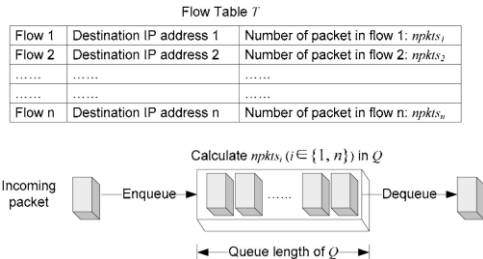 Flow Table T
Flow 1 Destination IP address 1 Number of packet in flow 1: npkts1
Flow 2 Destination IP address 2 Number of packet in flow 2: npkts2
...... ...... ......
...... ...... ......
Flow n Destination IP address n Number of packet in flow n: npktsn
Calculate npktsi (i∈{1, n}) in Q
Incoming
packet
Enqueue
......
Dequeue
Queue length of Q